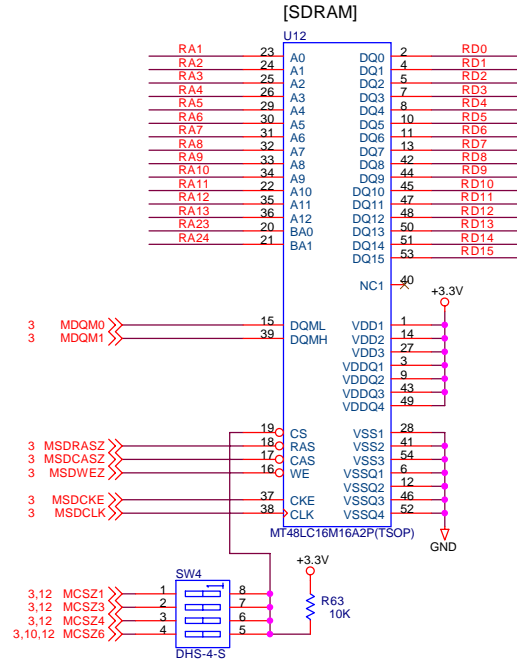 [SDRAM]
U12
RA1 23 A0 DQ0 2 RD0
RA2 24 A1 DQ1 4 RD1
RA3 25 A2 DQ2 5 RD2
RA4 26 A3 DQ3 7 RD3
RA5 29 A4 DQ4 8 RD4
RA6 30 A5 DQ5 10 RD5
RA7 31 A6 DQ6 11 RD6
RA8 32 A7 DQ7 13 RD7
RA9 33 A8 DQ8 42 RD8
RA10 34 A9 DQ9 44 RD9
RA11 22 A10 DQ10 45 RD10
RA12 35 A11 DQ11 47 RD11
RA13 36 A12 DQ12 48 RD12
RA23 20 BA0 DQ13 50 RD13
RA24 21 BA1 DQ14 51 RD14
DQ15 53 RD15
NC1 40
+3.3V
3 MDQM0 15 DQML VDD1 1
3 MDQM1 39 DQMH VDD2 14
VDD3 27
VDDQ1 3
VDDQ2 9
VDDQ3 43
VDDQ4 49
19 CS VSS1 28
3 MSDRASZ 18 RAS VSS2 41
3 MSDCASZ 17 CAS VSS3 54
3 MSDWEZ 16 WE VSSQ1 6
VSSQ2 12
3 MSDCKE 37 CKE VSSQ3 46
3 MSDCLK 38 CLK VSSQ4 52
MT48LC16M16A2P(TSOP)
GND
+3.3V
SW4
3,12 MCSZ1 1 1 8
3,12 MCSZ3 2 7
3,12 MCSZ4 3 6
3,10,12 MCSZ6 4 5
R63
10K
DHS-4-S